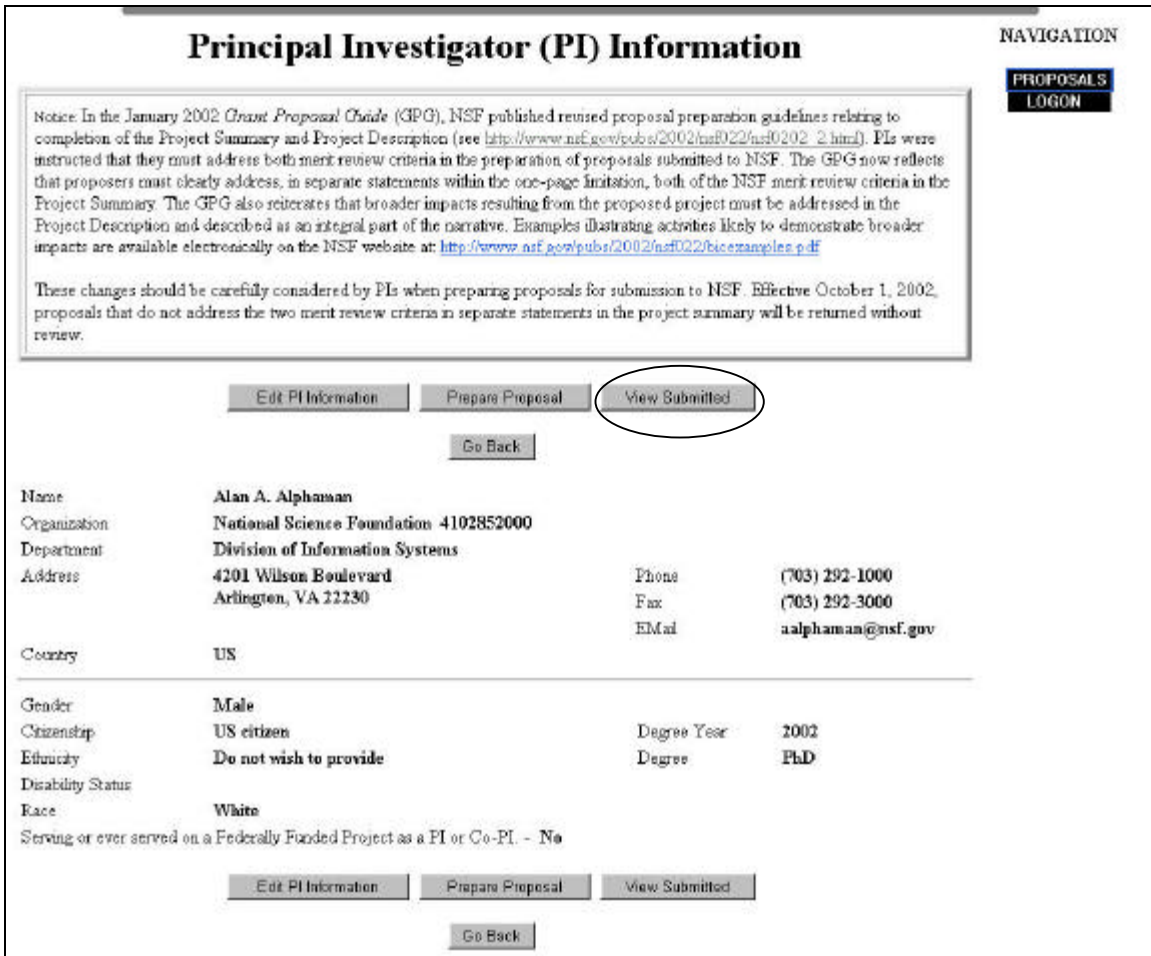 Principal Investigator (PI) Information
NAVIGATION
PROPOSALS
LOGON
Notice: In the January 2002 Grant Proposal Guide (GPG), NSF published revised proposal preparation guidelines relating to
completion of the Project Summary and Project Description (see http://www.nsf.gov/pubs/2002/nsf022/nsf0202_2.html). PIs were
instructed that they must address both merit review criteria in the preparation of proposals submitted to NSF. The GPG now reflects
that proposers must clearly address, in separate statements within the one-page limitation, both of the NSF merit review criteria in the
Project Summary. The GPG also reiterates that broader impacts resulting from the proposed project must be addressed in the
Project Description and described as an integral part of the narrative. Examples illustrating activities likely to demonstrate broader
impacts are available electronically on the NSF website at: http://www.nsf.gov/pubs/2002/nsf022/bicexamples.pdf
These changes should be carefully considered by PIs when preparing proposals for submission to NSF. Effective October 1, 2002,
proposals that do not address the two merit review criteria in separate statements in the project summary will be returned without
review.
Edit PI Information Prepare Proposal View Submitted
Go Back
Name Alan A. Alphaman
Organization National Science Foundation 4102852000
Department Division of Information Systems
Address 4201 Wilson Boulevard Phone (703) 292-1000
Arlington, VA 22230 Fax (703) 292-3000
EMail aalphaman@nsf.gov
Country US
Gender Male
Citizenship US citizen Degree Year 2002
Ethnicity Do not wish to provide Degree PhD
Disability Status
Race White
Serving or ever served on a Federally Funded Project as a PI or Co-PI. - No
Edit PI Information Prepare Proposal View Submitted
Go Back